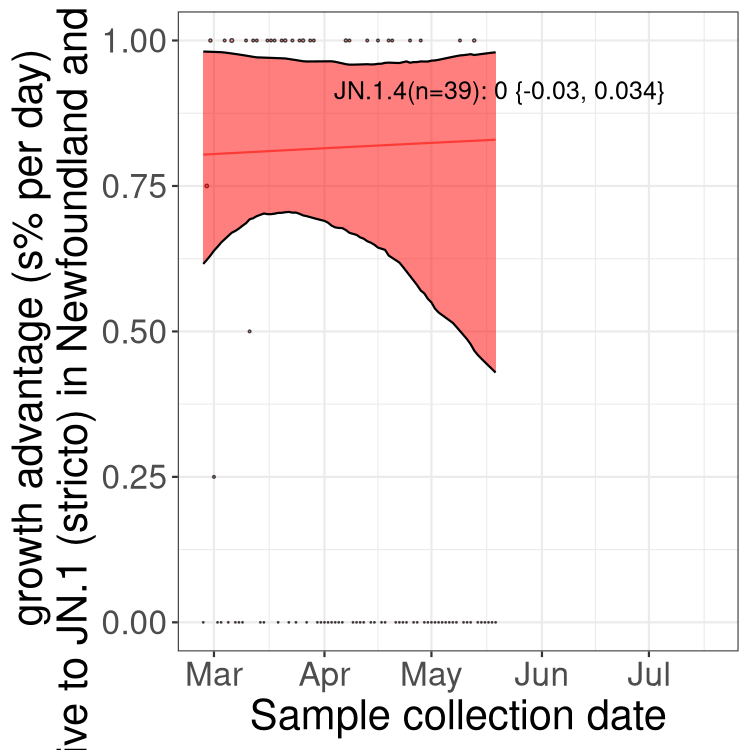 growth advantage (s% per day)
ive to JN.1 (stricto) in Newfoundland and
1.00
0.75
0.50
0.25
0.00
JN.1.4(n=39): 0 {-0.03, 0.034}
Mar Apr May Jun Jul
Sample collection date